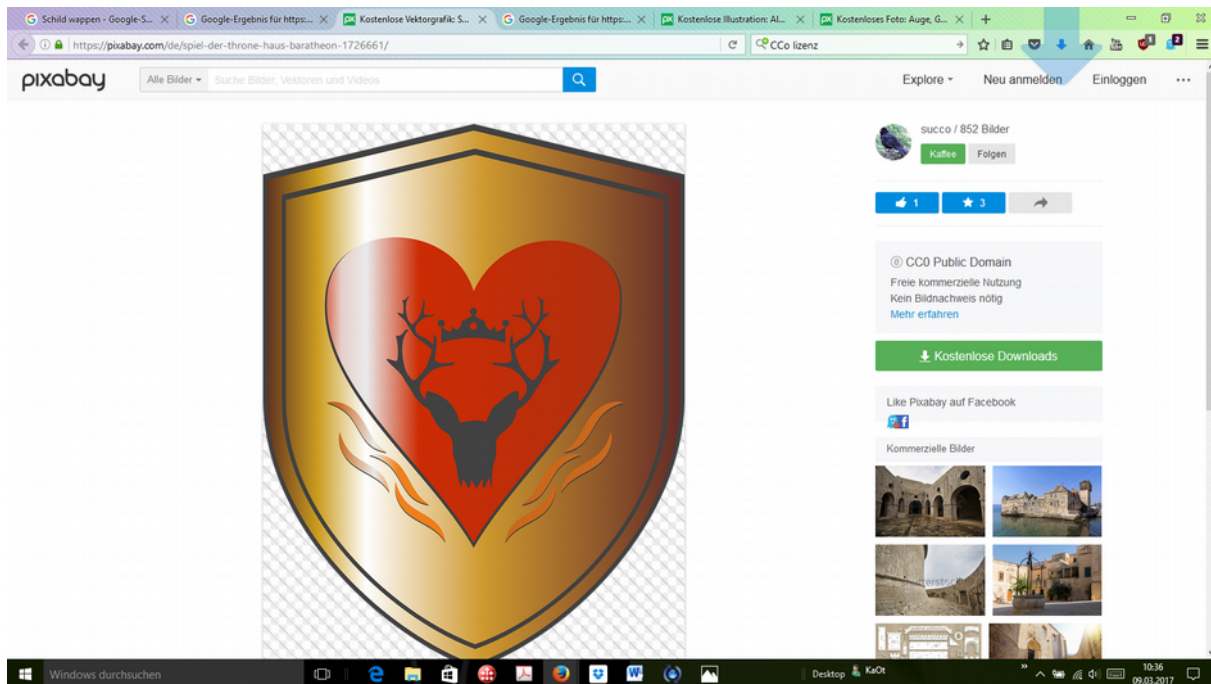 Schild wappen - Google-S...
Google-Ergebnis für https:...
Kostenlose Vektorgrafik: S...
Google-Ergebnis für https:...
Kostenlose Illustration: Al...
Kostenloses Foto: Auge, G...
https://pixabay.com/de/spiel-der-throne-haus-baratheon-1726661/
CCo lizenz
pixabay
Alle Bilder
Suche Bilder, Vektoren und Videos
Explore
Neu anmelden
Einloggen
succo / 852 Bilder
Kaffee
Folgen
1
3
CC0 Public Domain
Freie kommerzielle Nutzung
Kein Bildnachweis nötig
Mehr erfahren
Kostenlose Downloads
Like Pixabay auf Facebook
Kommerzielle Bilder
Windows durchsuchen
Desktop
KaOt
10:36
09.03.2017